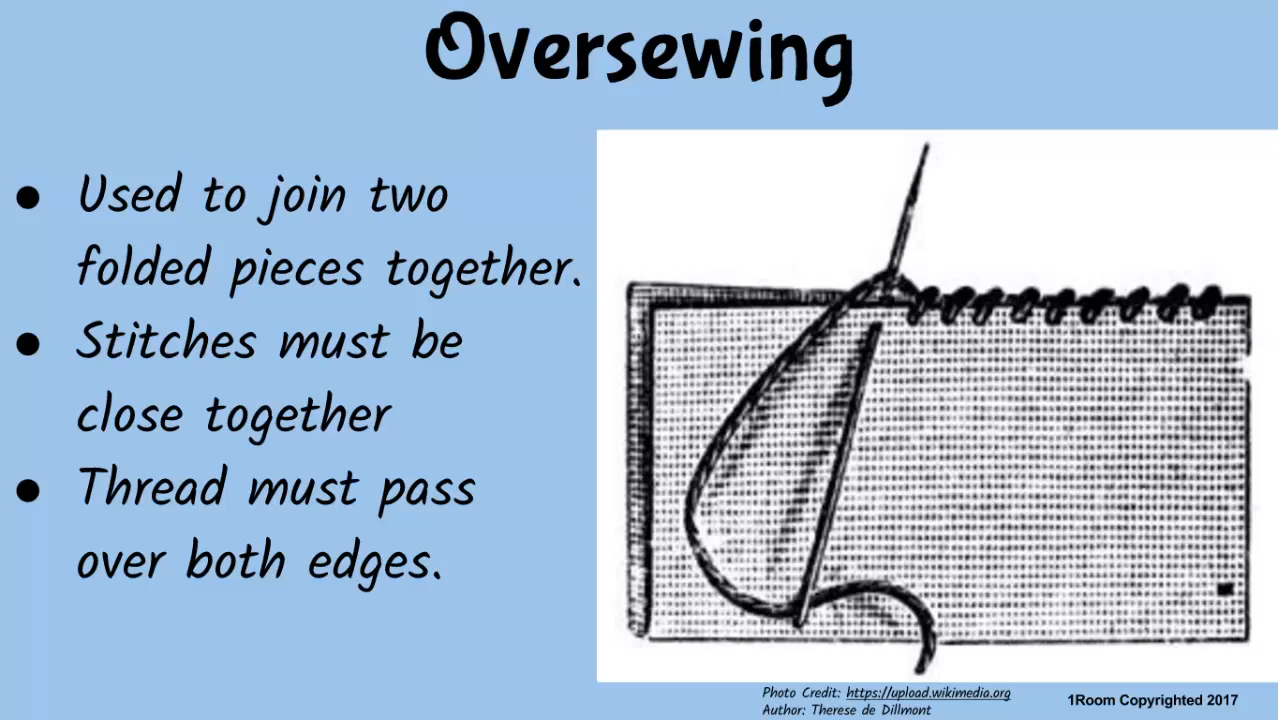 Oversewing
● Used to join two
folded pieces together.
● Stitches must be
close together
● Thread must pass
over both edges.
Photo Credit: https://upload.wikimedia.org
Author: Therese de Dillmont
1Room Copyrighted 2017